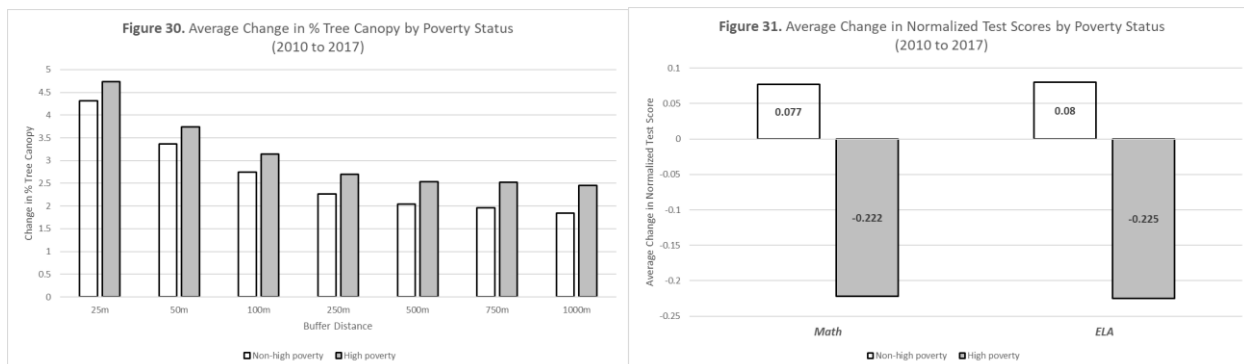 Figure 30. Average Change in % Tree Canopy by Poverty Status
(2010 to 2017)
Change in % Tree Canopy
5
4.5
4
3.5
3
2.5
2
1.5
1
0.5
0
25m 50m 100m 250m 500m 750m 1000m
Buffer Distance
Non-high poverty High poverty
Figure 31. Average Change in Normalized Test Scores by Poverty Status
(2010 to 2017)
Average Change in Normalized Test Score
0.1
0.05
0
-0.05
-0.1
-0.15
-0.2
-0.25
0.077
-0.222
0.08
-0.225
Math ELA
Non-high poverty High poverty